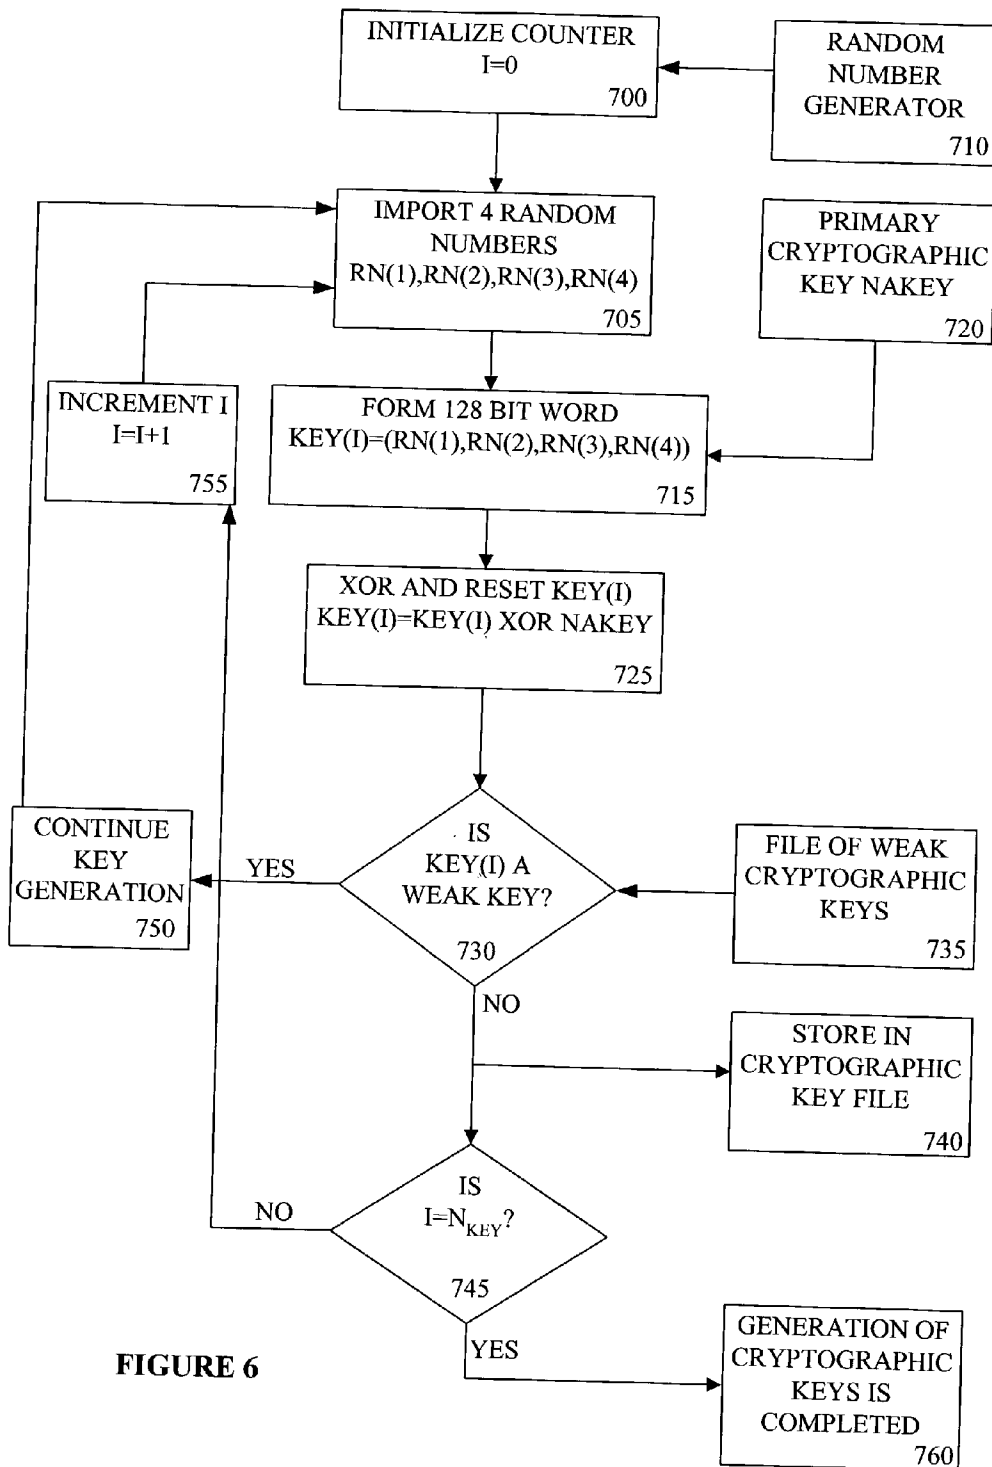 INITIALIZE COUNTER
I=0
700
RANDOM
NUMBER
GENERATOR
710
IMPORT 4 RANDOM
NUMBERS
RN(1),RN(2),RN(3),RN(4)
705
PRIMARY
CRYPTOGRAPHIC
KEY NAKEY
720
INCREMENT I
I=I+1
755
FORM 128 BIT WORD
KEY(I)=(RN(1),RN(2),RN(3),RN(4))
715
XOR AND RESET KEY(I)
KEY(I)=KEY(I) XOR NAKEY
725
CONTINUE
KEY
GENERATION
750
YES
IS
KEY(I) A
WEAK KEY?
730
FILE OF WEAK
CRYPTOGRAPHIC
KEYS
735
NO
STORE IN
CRYPTOGRAPHIC
KEY FILE
740
NO
IS
I=N_KEY?
745
YES
GENERATION OF
CRYPTOGRAPHIC
KEYS IS
COMPLETED
760
FIGURE 6